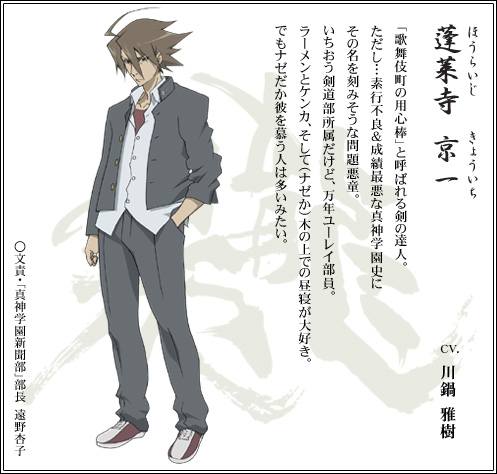 蓬莱寺 京一
ほうらいじ きょういち
「歌舞伎町の用心棒」と呼ばれる剣の達人。
ただし…素行不良＆成績最悪な真神学園史に
その名を刻みそうな問題悪童。
いちおう剣道部所属だけど、万年ユーレイ部員。
ラーメンとケンカ、そして(ナゼか)木の上での昼寝が大好き。
でもナゼだか彼を慕う人は多いみたい。
CV. 川鍋 雅樹
○文責・「真神学園新聞部」部長 遠野杏子